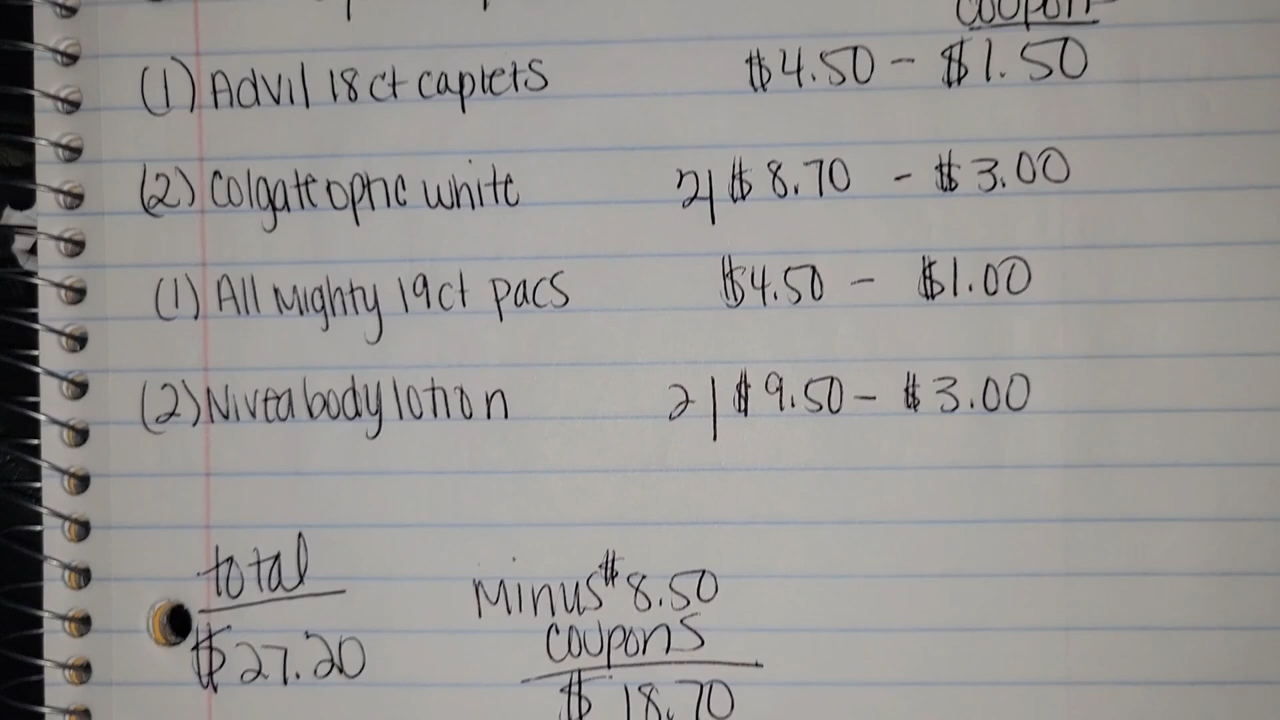 coupon
(1) Advil 18ct caplets $4.50 - $1.50
(2) Colgate optic white 2|$8.70 - $3.00
(1) All Mighty 19ct pacs $4.50 - $1.00
(2) Nivea body lotion 2|$9.50 - $3.00
total
$27.20
Minus $8.50
coupons
$18.70